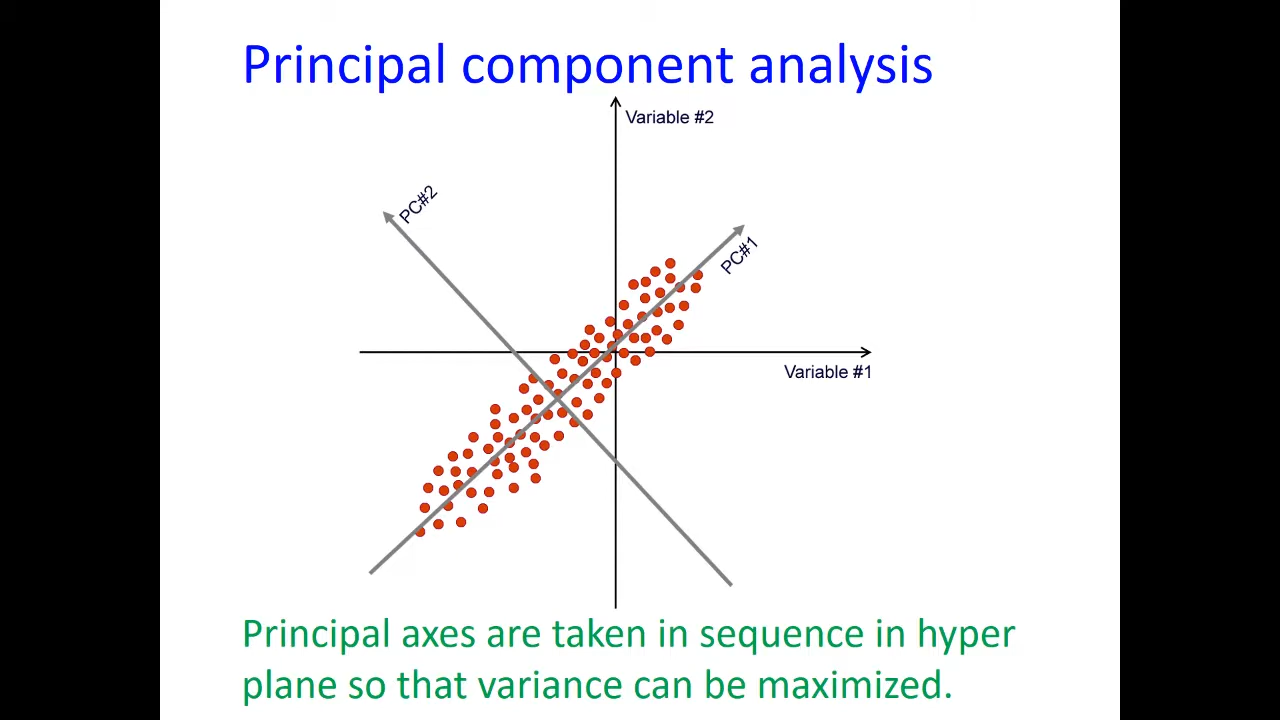 Principal component analysis
Variable #2
PC#2
PC#1
Variable #1
Principal axes are taken in sequence in hyper
plane so that variance can be maximized.